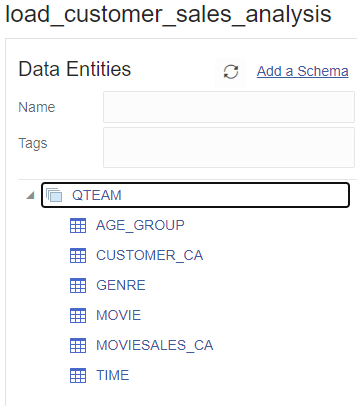 load_customer_sales_analysis
Data Entities
Add a Schema
Name
Tags
QTEAM
AGE_GROUP
CUSTOMER_CA
GENRE
MOVIE
MOVIESALES_CA
TIME